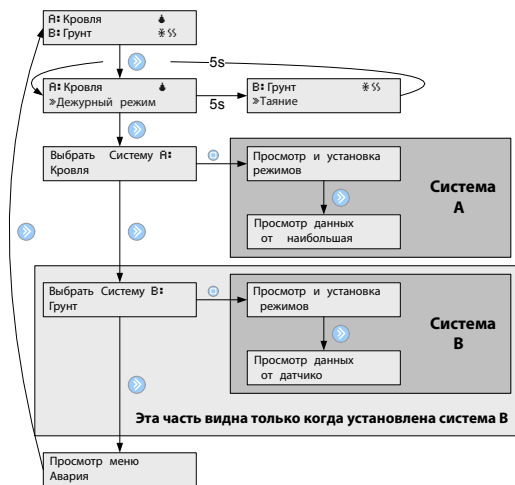 A: Кровля
B: Грунт
5s
A: Кровля
»Дежурный режим
5s
B: Грунт
»Таяние
Выбрать Систему A:
Кровля
Просмотр и установка
режимов
Просмотр данных
от наибольшая
Система
A
Выбрать Систему B:
Грунт
Просмотр и установка
режимов
Просмотр данных
от датчико
Система
B
Эта часть видна только когда установлена система B
Просмотр меню
Авария